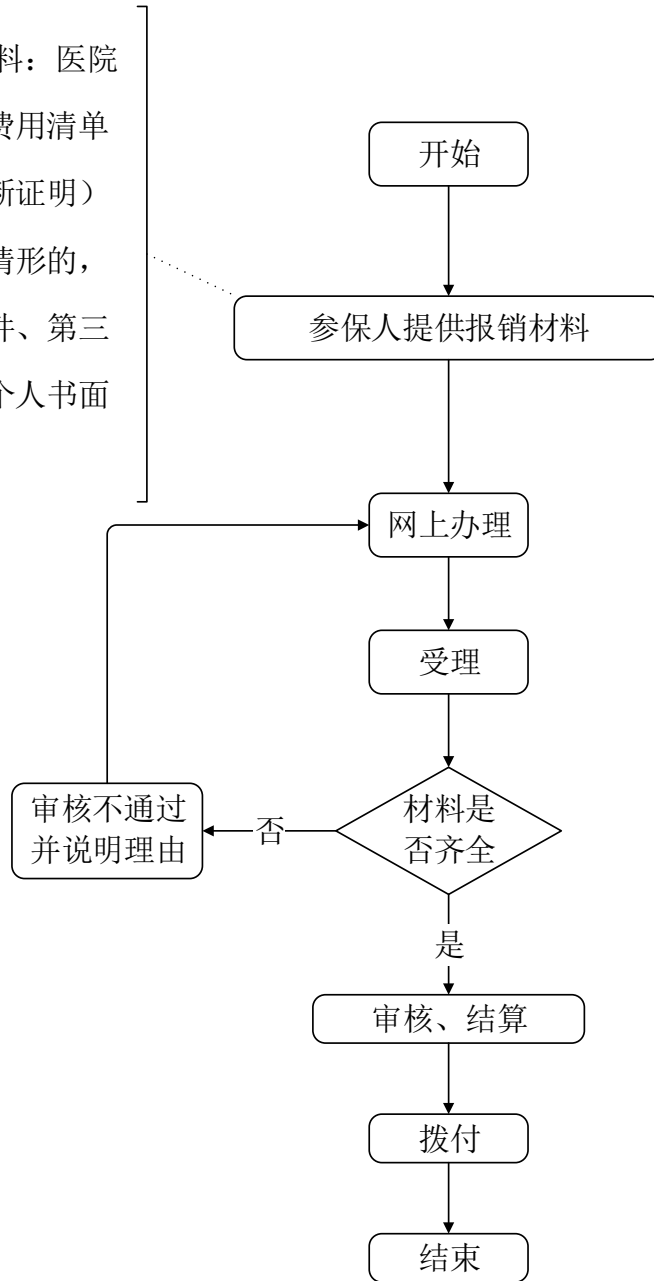 料：医院
费用清单
断证明）
情形的，
件、第三
个人书面
开始
参保人提供报销材料
网上办理
受理
材料是
否齐全
否
审核不通过
并说明理由
是
审核、结算
拨付
结束